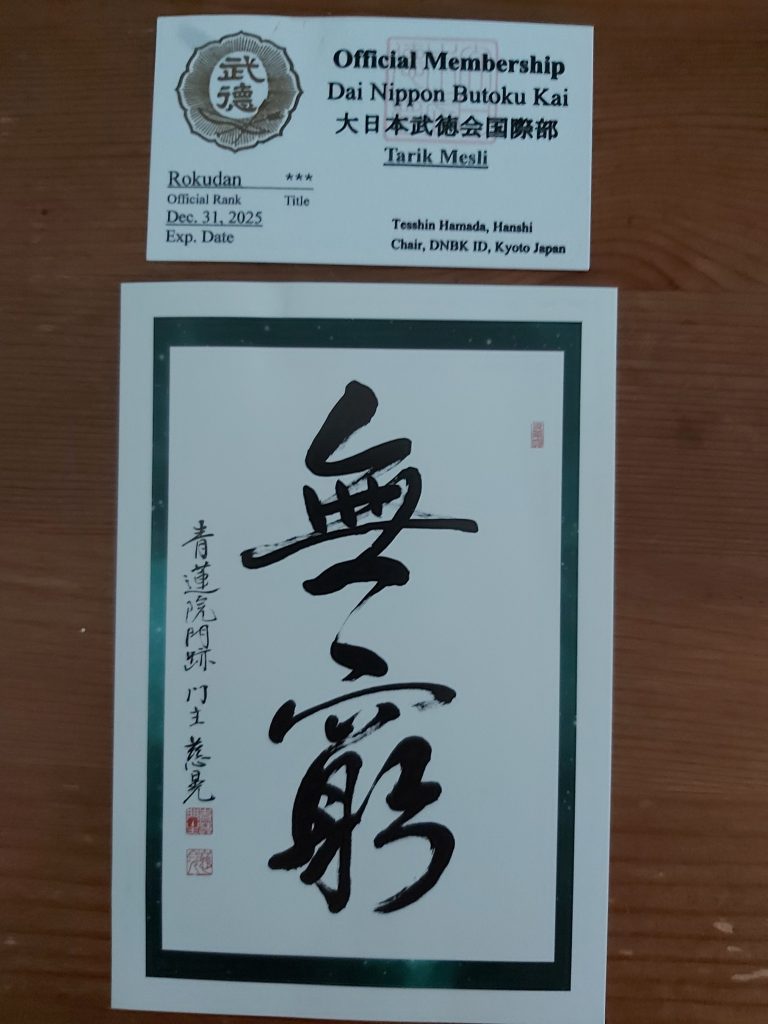 武
德
Official Membership
Dai Nippon Butoku Kai
大日本武徳会国際部
Tarik Mesli
Rokudan ***
Official Rank Title
Dec. 31, 2025
Exp. Date
Tesshin Hamada, Hanshi
Chair, DNBK ID, Kyoto Japan
無窮
青蓮院門跡 門主 慈晃